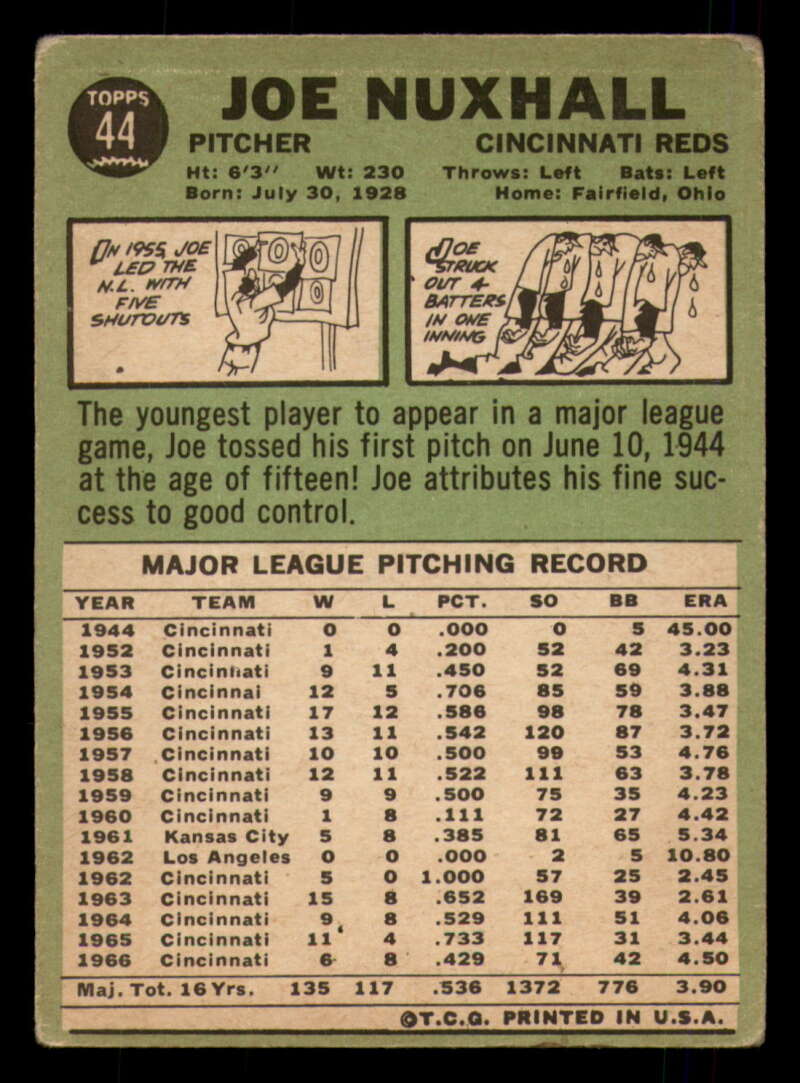 TOPPS
44
JOE NUXHALL
PITCHER CINCINNATI REDS
Ht: 6'3" Wt: 230 Throws: Left Bats: Left
Born: July 30, 1928 Home: Fairfield, Ohio
IN 1955, JOE
LED THE
N.L. WITH
FIVE
SHUTOUTS
JOE
STRUCK
OUT 4
BATTERS
IN ONE
INNING
The youngest player to appear in a major league
game, Joe tossed his first pitch on June 10, 1944
at the age of fifteen! Joe attributes his fine suc-
cess to good control.
MAJOR LEAGUE PITCHING RECORD
YEAR TEAM W L PCT. SO BB ERA
1944 Cincinnati 0 0 .000 0 5 45.00
1952 Cincinnati 1 4 .200 52 42 3.23
1953 Cincinnati 9 11 .450 52 69 4.31
1954 Cincinnai 12 5 .706 85 59 3.88
1955 Cincinnati 17 12 .586 98 78 3.47
1956 Cincinnati 13 11 .542 120 87 3.72
1957 Cincinnati 10 10 .500 99 53 4.76
1958 Cincinnati 12 11 .522 111 63 3.78
1959 Cincinnati 9 9 .500 75 35 4.23
1960 Cincinnati 1 8 .111 72 27 4.42
1961 Kansas City 5 8 .385 81 65 5.34
1962 Los Angeles 0 0 .000 2 5 10.80
1962 Cincinnati 5 0 1.000 57 25 2.45
1963 Cincinnati 15 8 .652 169 39 2.61
1964 Cincinnati 9 8 .529 111 51 4.06
1965 Cincinnati 11 4 .733 117 31 3.44
1966 Cincinnati 6 8 .429 71 42 4.50
Maj. Tot. 16 Yrs. 135 117 .536 1372 776 3.90
©T.C.G. PRINTED IN U.S.A.